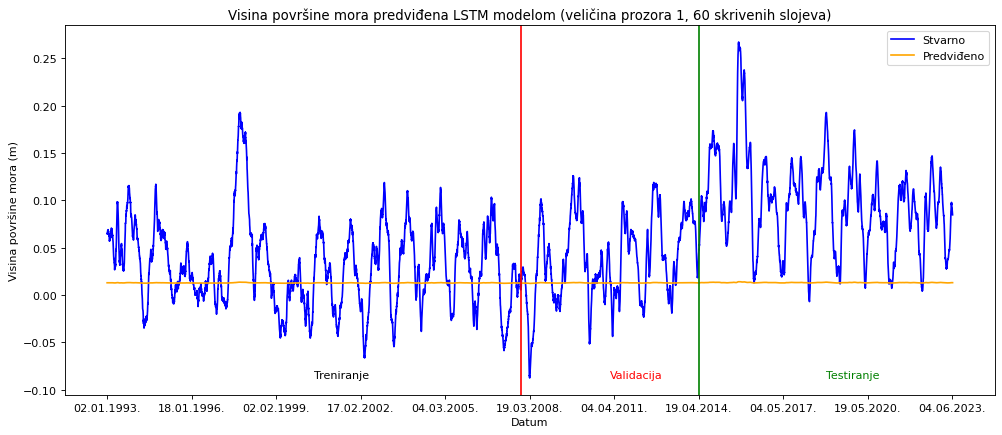 Visina površine mora predviđena LSTM modelom (veličina prozora 1, 60 skrivenih slojeva)
Stvarno
Predviđeno
Visina površine mora (m)
0.25
0.20
0.15
0.10
0.05
0.00
−0.05
−0.10
Treniranje
Validacija
Testiranje
02.01.1993. 18.01.1996. 02.02.1999. 17.02.2002. 04.03.2005. 19.03.2008. 04.04.2011. 19.04.2014. 04.05.2017. 19.05.2020. 04.06.2023.
Datum